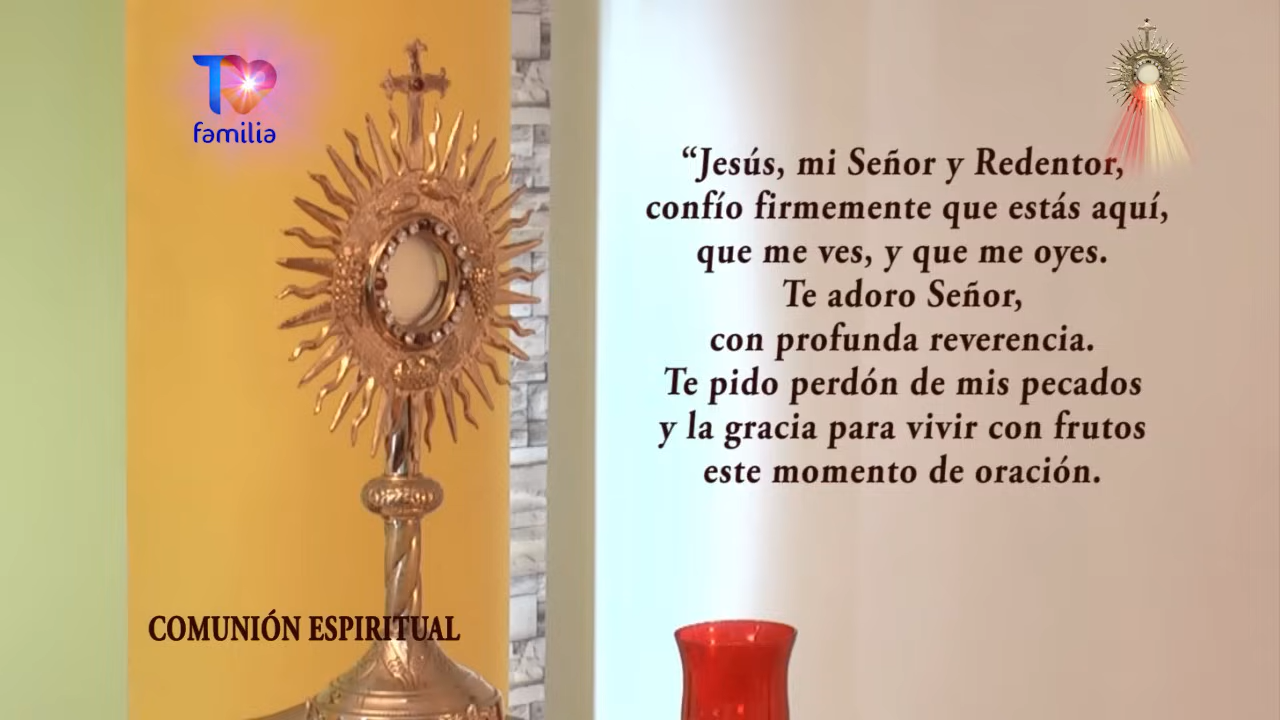 T
familia
“Jesús, mi Señor y Redentor,
confío firmemente que estás aquí,
que me ves, y que me oyes.
Te adoro Señor,
con profunda reverencia.
Te pido perdón de mis pecados
y la gracia para vivir con frutos
este momento de oración.
COMUNIÓN ESPIRITUAL